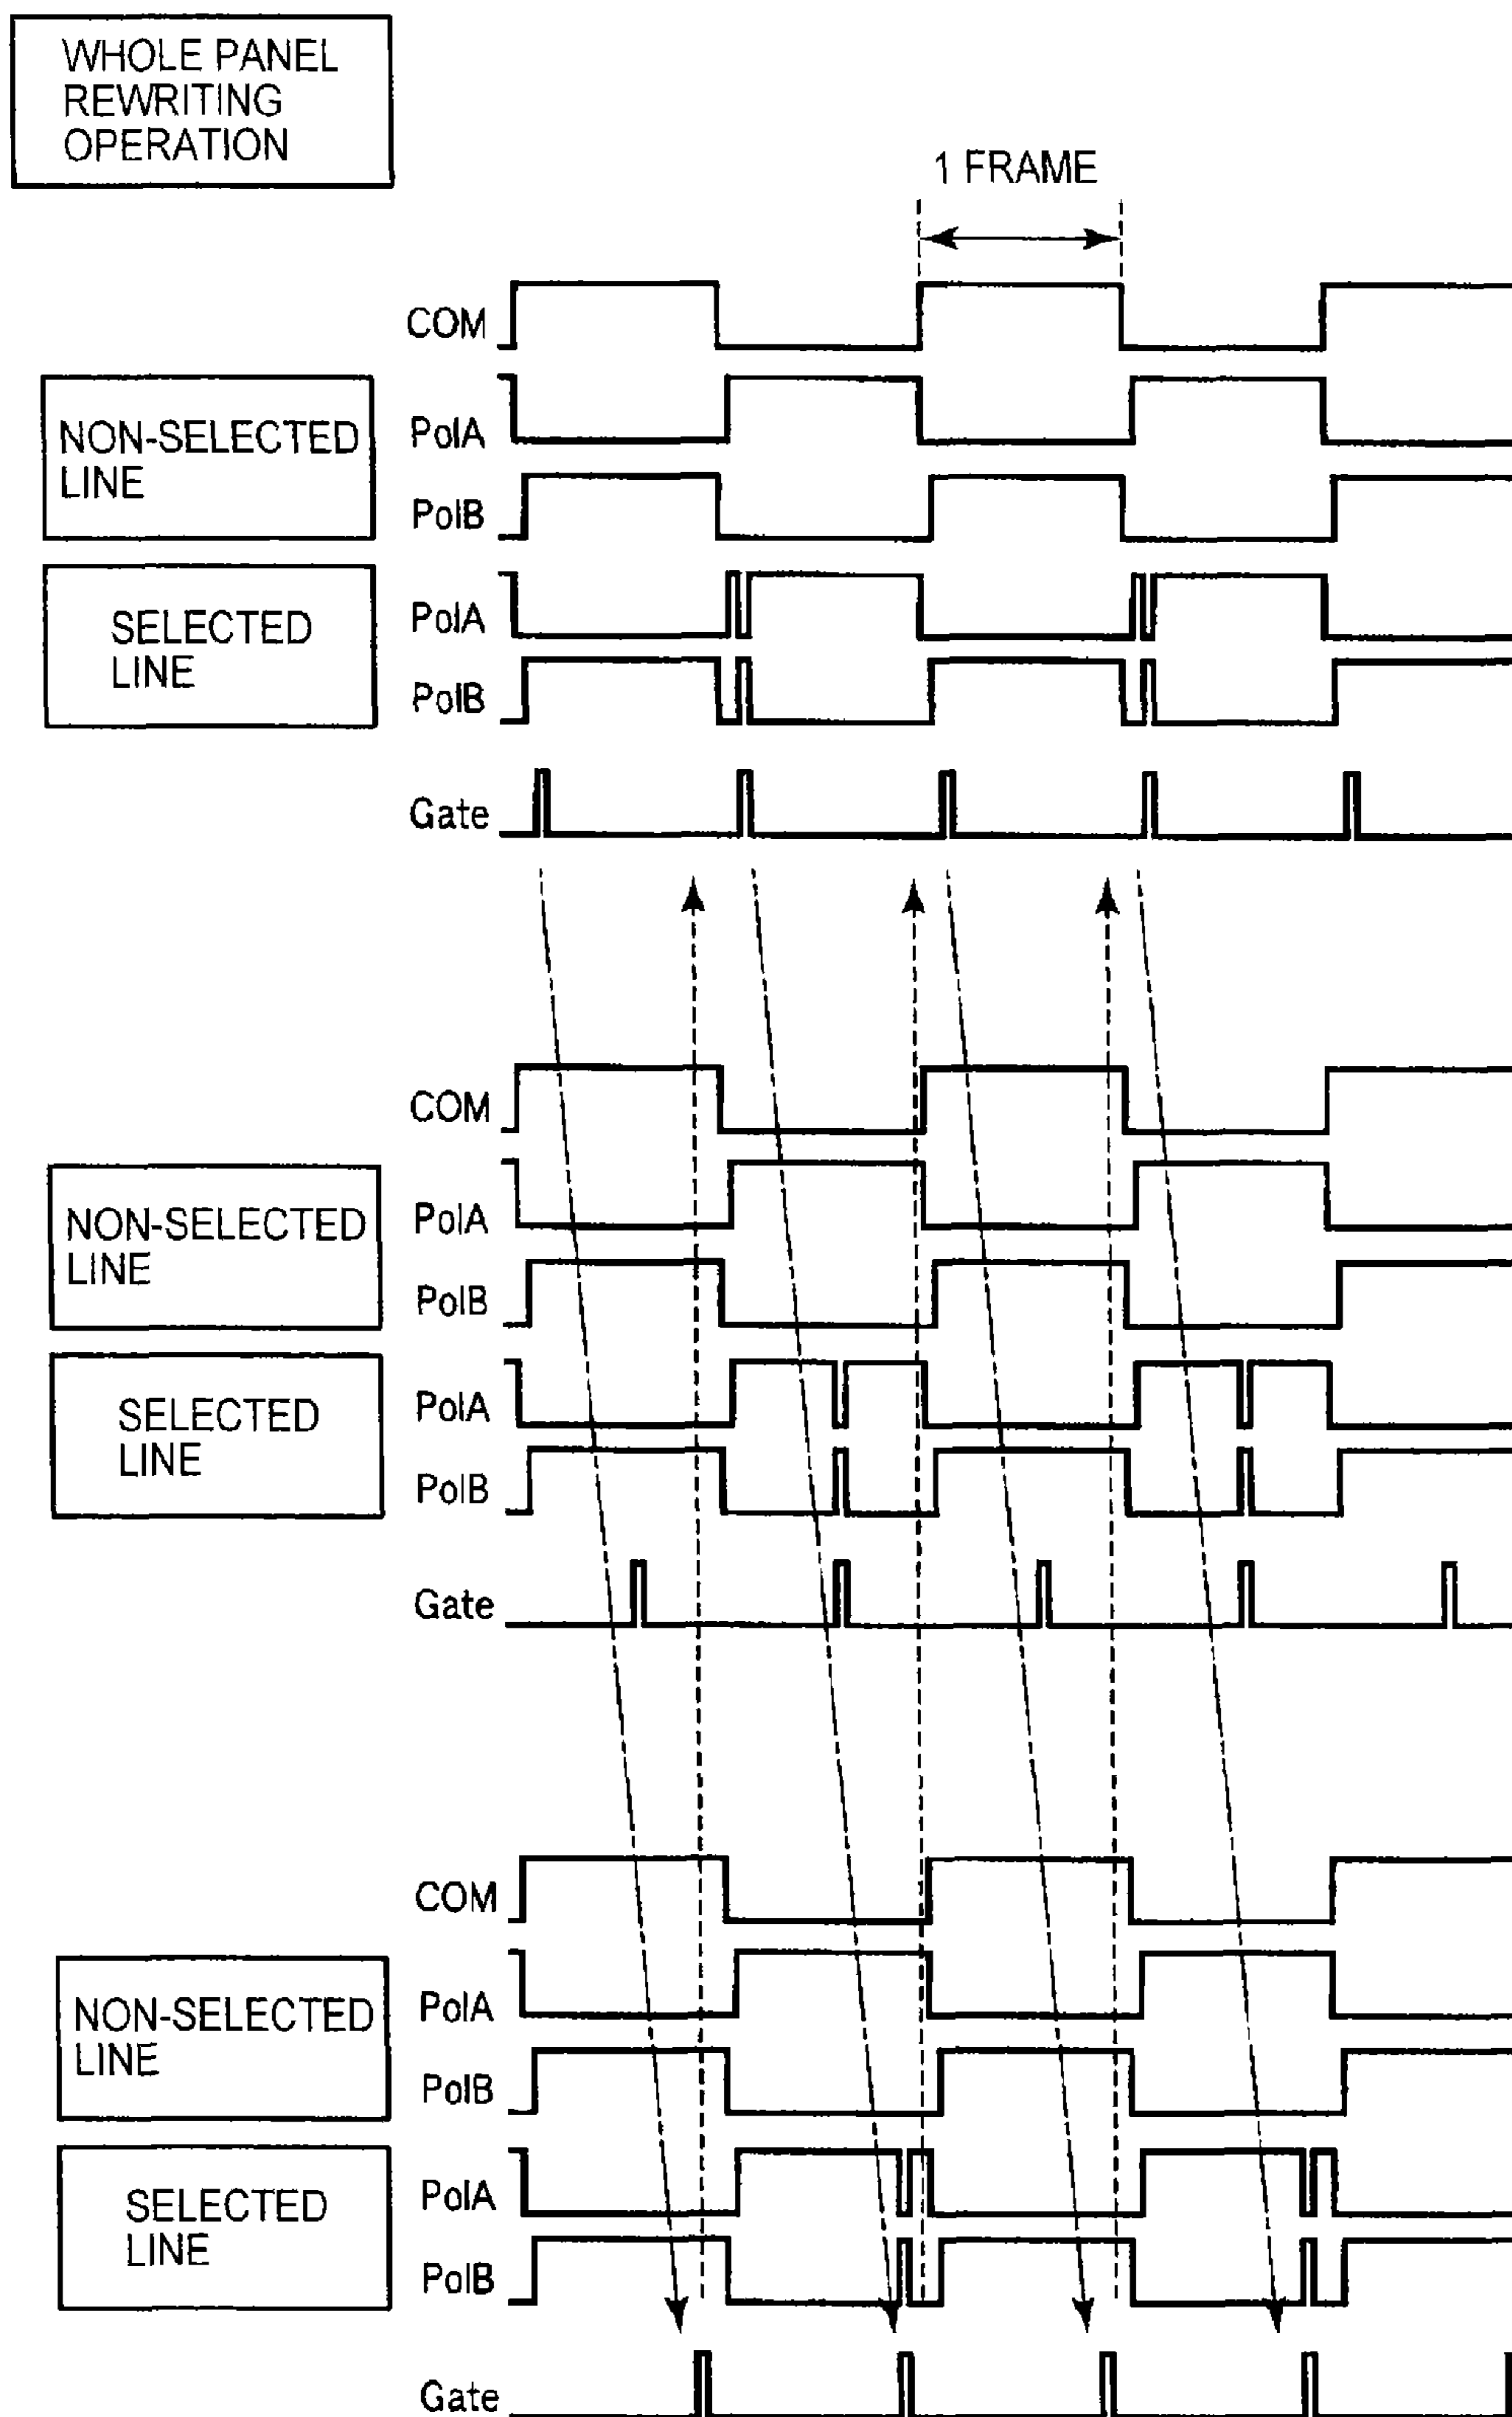 WHOLE PANEL
REWRITING
OPERATION
1 FRAME
COM
NON-SELECTED
LINE
PolA
PolB
SELECTED
LINE
PolA
PolB
Gate
COM
NON-SELECTED
LINE
PolA
PolB
SELECTED
LINE
PolA
PolB
Gate
COM
NON-SELECTED
LINE
PolA
PolB
SELECTED
LINE
PolA
PolB
Gate